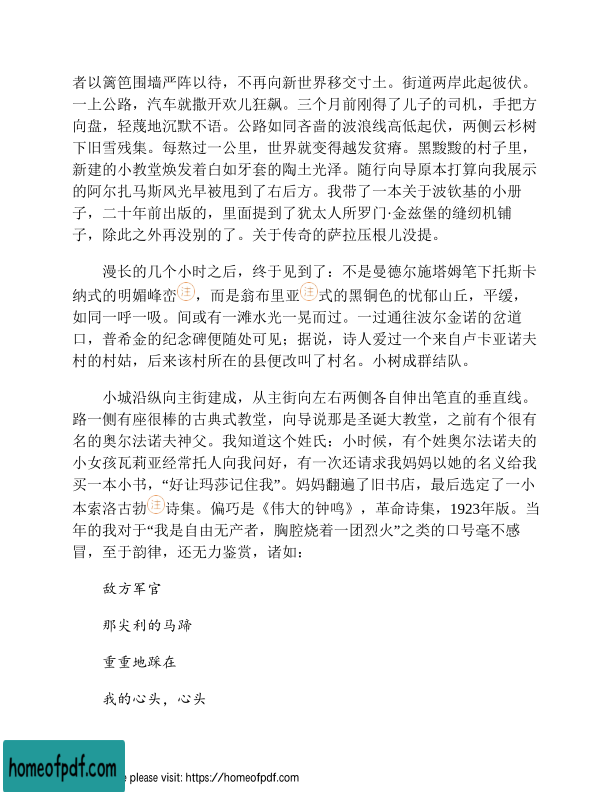 者以篱笆围墙严阵以待，不再向新世界移交寸土。街道两岸此起彼伏。
一上公路，汽车就撒开欢儿狂飙。三个月前刚得了儿子的司机，手把方
向盘，轻蔑地沉默不语。公路如同吝啬的波浪线高低起伏，两侧云杉树
下旧雪残集。每熬过一公里，世界就变得越发贫瘠。黑黢黢的村子里，
新建的小教堂焕发着白如牙套的陶土光泽。随行向导原本打算向我展示
的阿尔扎马斯风光早被甩到了右后方。我带了一本关于波钦基的小册
子，二十年前出版的，里面提到了犹太人所罗门·金兹堡的缝纫机铺
子，除此之外再没别的了。关于传奇的萨拉压根儿没提。
漫长的几个小时之后，终于见到了：不是曼德尔施塔姆笔下托斯卡
纳式的明媚峰峦注，而是翁布里亚注式的黑铜色的忧郁山丘，平缓，
如同一呼一吸。间或有一滩水光一晃而过。一过通往波尔金诺的岔道
口，普希金的纪念碑便随处可见；据说，诗人爱过一个来自卢卡亚诺夫
村的村姑，后来该村所在的县便改叫了村名。小树成群结队。
小城沿纵向主街建成，从主街向左右两侧各自伸出笔直的垂直线。
路一侧有座很棒的古典式教堂，向导说那是圣诞大教堂，之前有个很有
名的奥尔法诺夫神父。我知道这个姓氏：小时候，有个姓奥尔法诺夫的
小女孩瓦莉亚经常托人向我问好，有一次还请求我妈妈以她的名义给我
买一本小书，“好让玛莎记住我”。妈妈翻遍了旧书店，最后选定了一小
本索洛古勃注诗集。偏巧是《伟大的钟鸣》，革命诗集，1923年版。当
年的我对于“我是自由无产者，胸腔烧着一团烈火”之类的口号毫不感
冒，至于韵律，还无力鉴赏，诸如：
敌方军官
那尖利的马蹄
重重地踩在
我的心头，心头
homeofpdf.com
e please visit: https://homeofpdf.com